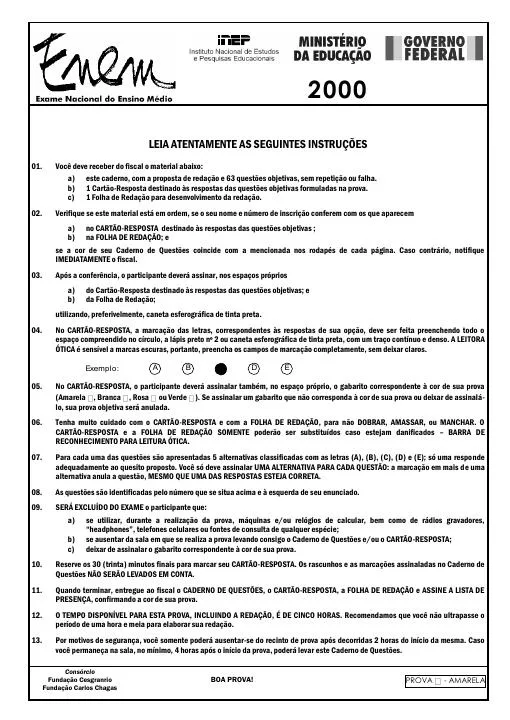 Enem
Exame Nacional do Ensino Médio
INEP
Instituto Nacional de Estudos
e Pesquisas Educacionais
MINISTÉRIO
DA EDUCAÇÃO
GOVERNO
FEDERAL
2000
LEIA ATENTAMENTE AS SEGUINTES INSTRUÇÕES
01. Você deve receber do fiscal o material abaixo:
a) este caderno, com a proposta de redação e 63 questões objetivas, sem repetição ou falha.
b) 1 Cartão-Resposta destinado às respostas das questões objetivas formuladas na prova.
c) 1 Folha de Redação para desenvolvimento da redação.
02. Verifique se este material está em ordem, se o seu nome e número de inscrição conferem com os que aparecem
a) no CARTÃO-RESPOSTA destinado às respostas das questões objetivas ;
b) na FOLHA DE REDAÇÃO; e
se a cor de seu Caderno de Questões coincide com a mencionada nos rodapés de cada página. Caso contrário, notifique
IMEDIATAMENTE o fiscal.
03. Após a conferência, o participante deverá assinar, nos espaços próprios
a) do Cartão-Resposta destinado às respostas das questões objetivas; e
b) da Folha de Redação;
utilizando, preferivelmente, caneta esferográfica de tinta preta.
04. No CARTÃO-RESPOSTA, a marcação das letras, correspondentes às respostas de sua opção, deve ser feita preenchendo todo o
espaço compreendido no círculo, a lápis preto nº 2 ou caneta esferográfica de tinta preta, com um traço contínuo e denso. A LEITORA
ÓTICA é sensível a marcas escuras, portanto, preencha os campos de marcação completamente, sem deixar claros.
Exemplo: A B D E
05. No CARTÃO-RESPOSTA, o participante deverá assinalar também, no espaço próprio, o gabarito correspondente à cor de sua prova
(Amarela □, Branca □, Rosa □ ou Verde □). Se assinalar um gabarito que não corresponda à cor de sua prova ou deixar de assinalá-
lo, sua prova objetiva será anulada.
06. Tenha muito cuidado com o CARTÃO-RESPOSTA e com a FOLHA DE REDAÇÃO, para não DOBRAR, AMASSAR, ou MANCHAR. O
CARTÃO-RESPOSTA e a FOLHA DE REDAÇÃO SOMENTE poderão ser substituídos caso estejam danificados – BARRA DE
RECONHECIMENTO PARA LEITURA ÓTICA.
07. Para cada uma das questões são apresentadas 5 alternativas classificadas com as letras (A), (B), (C), (D) e (E); só uma responde
adequadamente ao quesito proposto. Você só deve assinalar UMA ALTERNATIVA PARA CADA QUESTÃO: a marcação em mais de uma
alternativa anula a questão, MESMO QUE UMA DAS RESPOSTAS ESTEJA CORRETA.
08. As questões são identificadas pelo número que se situa acima e à esquerda de seu enunciado.
09. SERÁ EXCLUÍDO DO EXAME o participante que:
a) se utilizar, durante a realização da prova, máquinas e/ou relógios de calcular, bem como de rádios gravadores,
"headphones", telefones celulares ou fontes de consulta de qualquer espécie;
b) se ausentar da sala em que se realiza a prova levando consigo o Caderno de Questões e/ou o CARTÃO-RESPOSTA;
c) deixar de assinalar o gabarito correspondente à cor de sua prova.
10. Reserve os 30 (trinta) minutos finais para marcar seu CARTÃO-RESPOSTA. Os rascunhos e as marcações assinaladas no Caderno de
Questões NÃO SERÃO LEVADOS EM CONTA.
11. Quando terminar, entregue ao fiscal o CADERNO DE QUESTÕES, o CARTÃO-RESPOSTA, a FOLHA DE REDAÇÃO e ASSINE A LISTA DE
PRESENÇA, confirmando a cor de sua prova.
12. O TEMPO DISPONÍVEL PARA ESTA PROVA, INCLUINDO A REDAÇÃO, É DE CINCO HORAS. Recomendamos que você não ultrapasse o
período de uma hora e meia para elaborar sua redação.
13. Por motivos de segurança, você somente poderá ausentar-se do recinto de prova após decorridas 2 horas do início da mesma. Caso
você permaneça na sala, no mínimo, 4 horas após o início da prova, poderá levar este Caderno de Questões.
Consórcio
Fundação Cesgranrio
Fundação Carlos Chagas
BOA PROVA!
PROVA □ - AMARELA